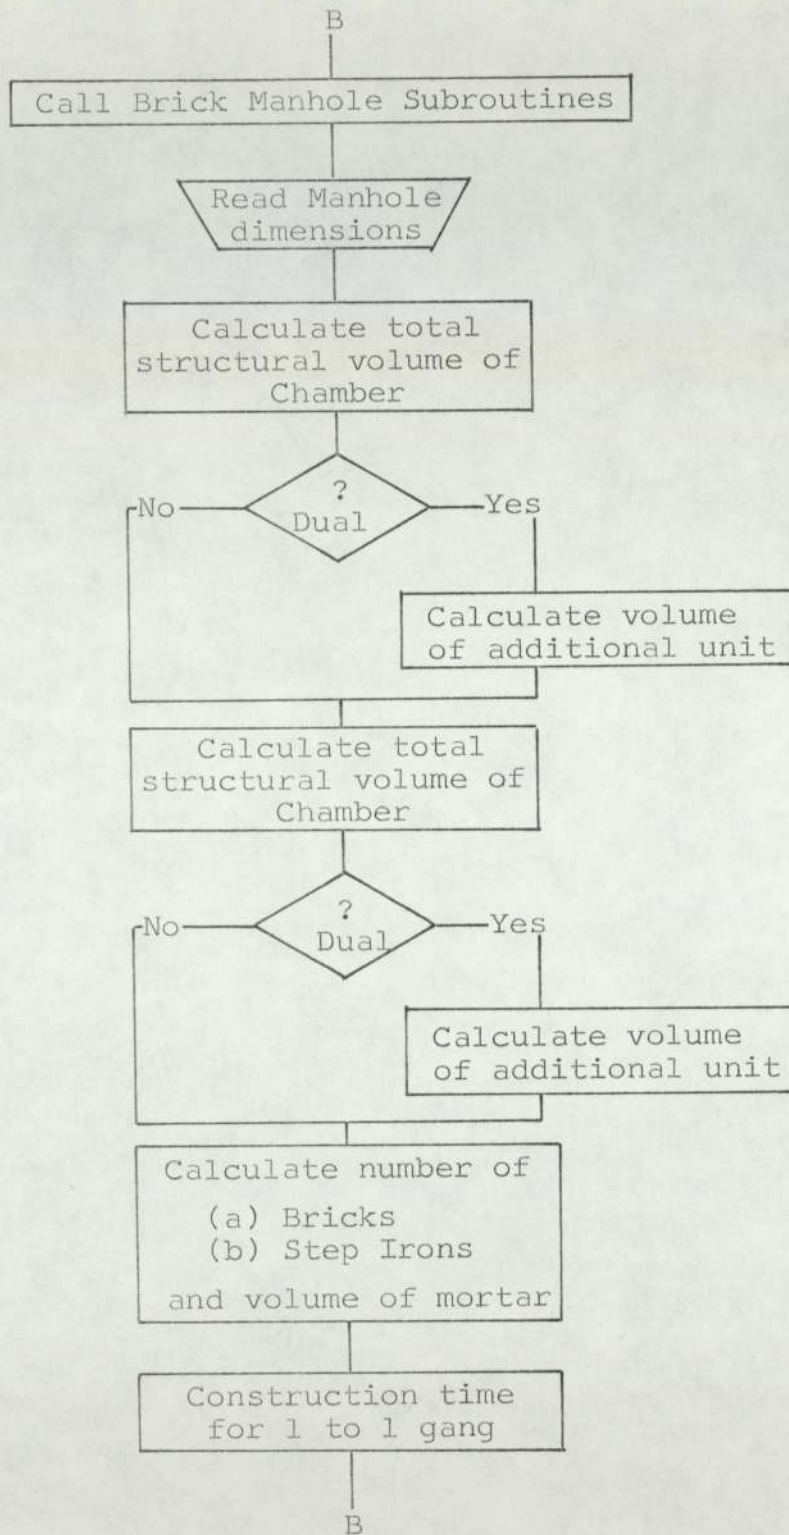 B
Call Brick Manhole Subroutines
Read Manhole
dimensions
Calculate total
structural volume of
Chamber
?
No
Yes
Dual
Calculate volume
of additional unit
Calculate total
structural volume of
Chamber
?
No
Yes
Dual
Calculate volume
of additional unit
Calculate number of
(a) Bricks
(b) Step Irons
and volume of mortar
Construction time
for 1 to 1 gang
B